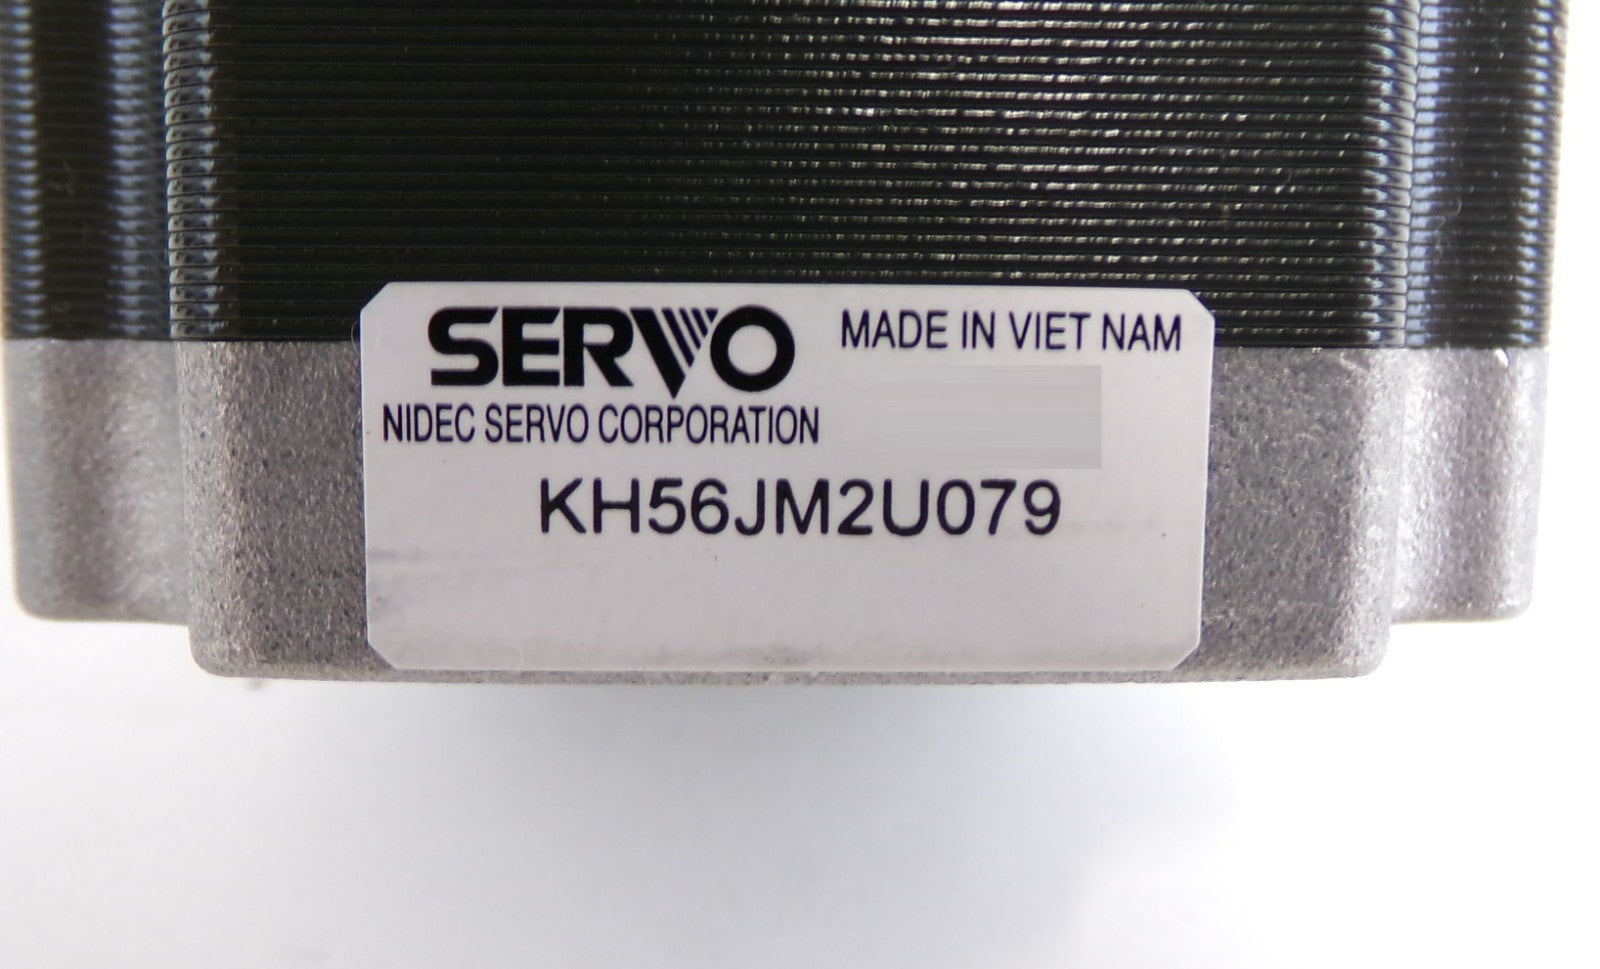 SERVO
MADE IN VIET NAM
NIDEC SERVO CORPORATION
KH56JM2U079